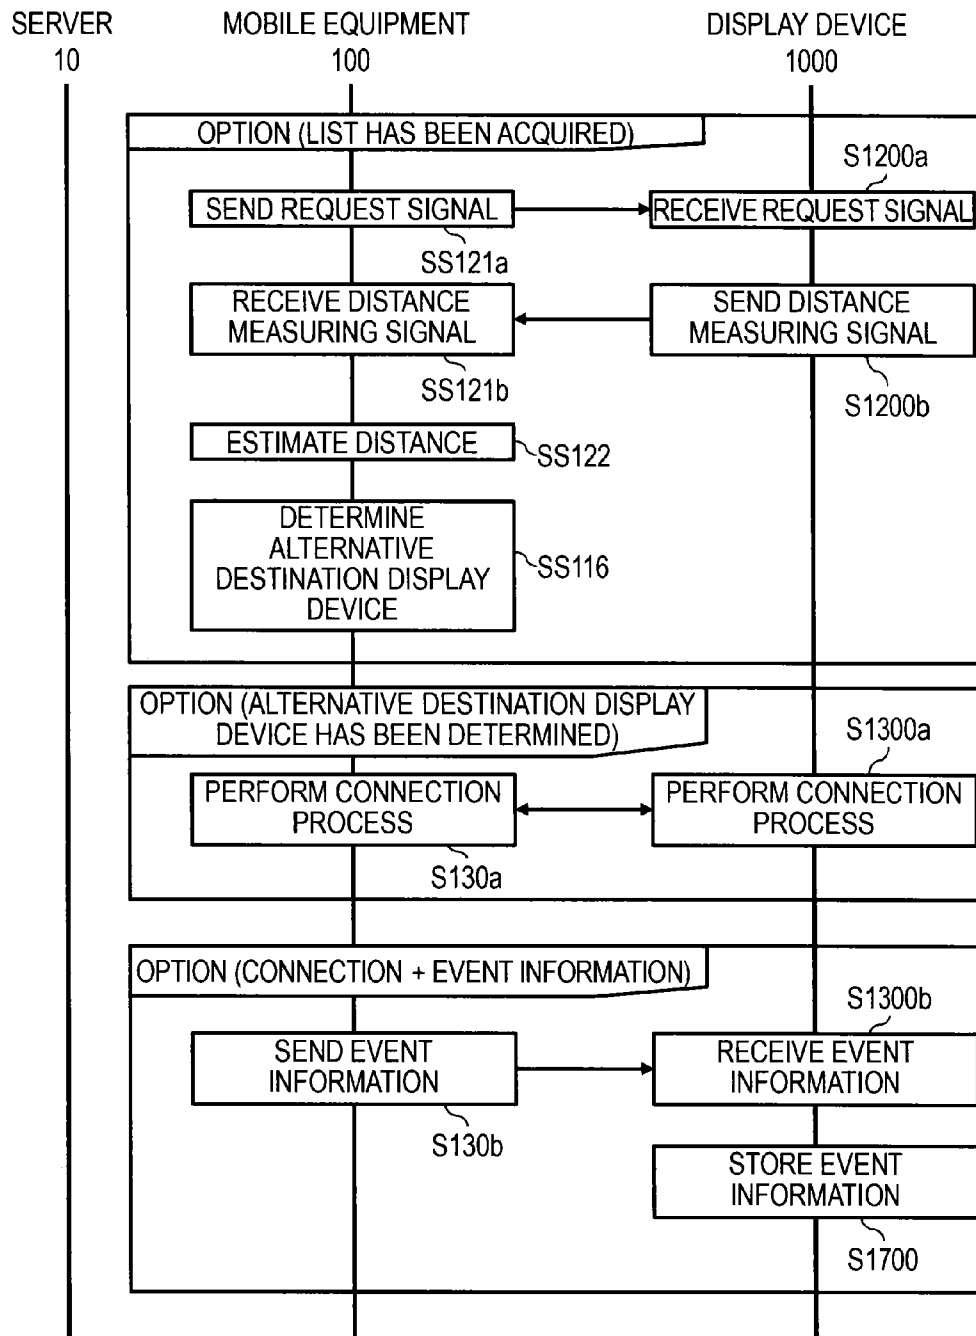 SERVER
10
MOBILE EQUIPMENT
100
DISPLAY DEVICE
1000
OPTION (LIST HAS BEEN ACQUIRED)
S1200a
SEND REQUEST SIGNAL
RECEIVE REQUEST SIGNAL
SS121a
RECEIVE DISTANCE
MEASURING SIGNAL
SEND DISTANCE
MEASURING SIGNAL
SS121b
S1200b
ESTIMATE DISTANCE
SS122
DETERMINE
ALTERNATIVE
DESTINATION DISPLAY
DEVICE
SS116
OPTION (ALTERNATIVE DESTINATION DISPLAY
DEVICE HAS BEEN DETERMINED)
S1300a
PERFORM CONNECTION
PROCESS
PERFORM CONNECTION
PROCESS
S130a
OPTION (CONNECTION + EVENT INFORMATION)
S1300b
SEND EVENT
INFORMATION
RECEIVE EVENT
INFORMATION
S130b
STORE EVENT
INFORMATION
S1700